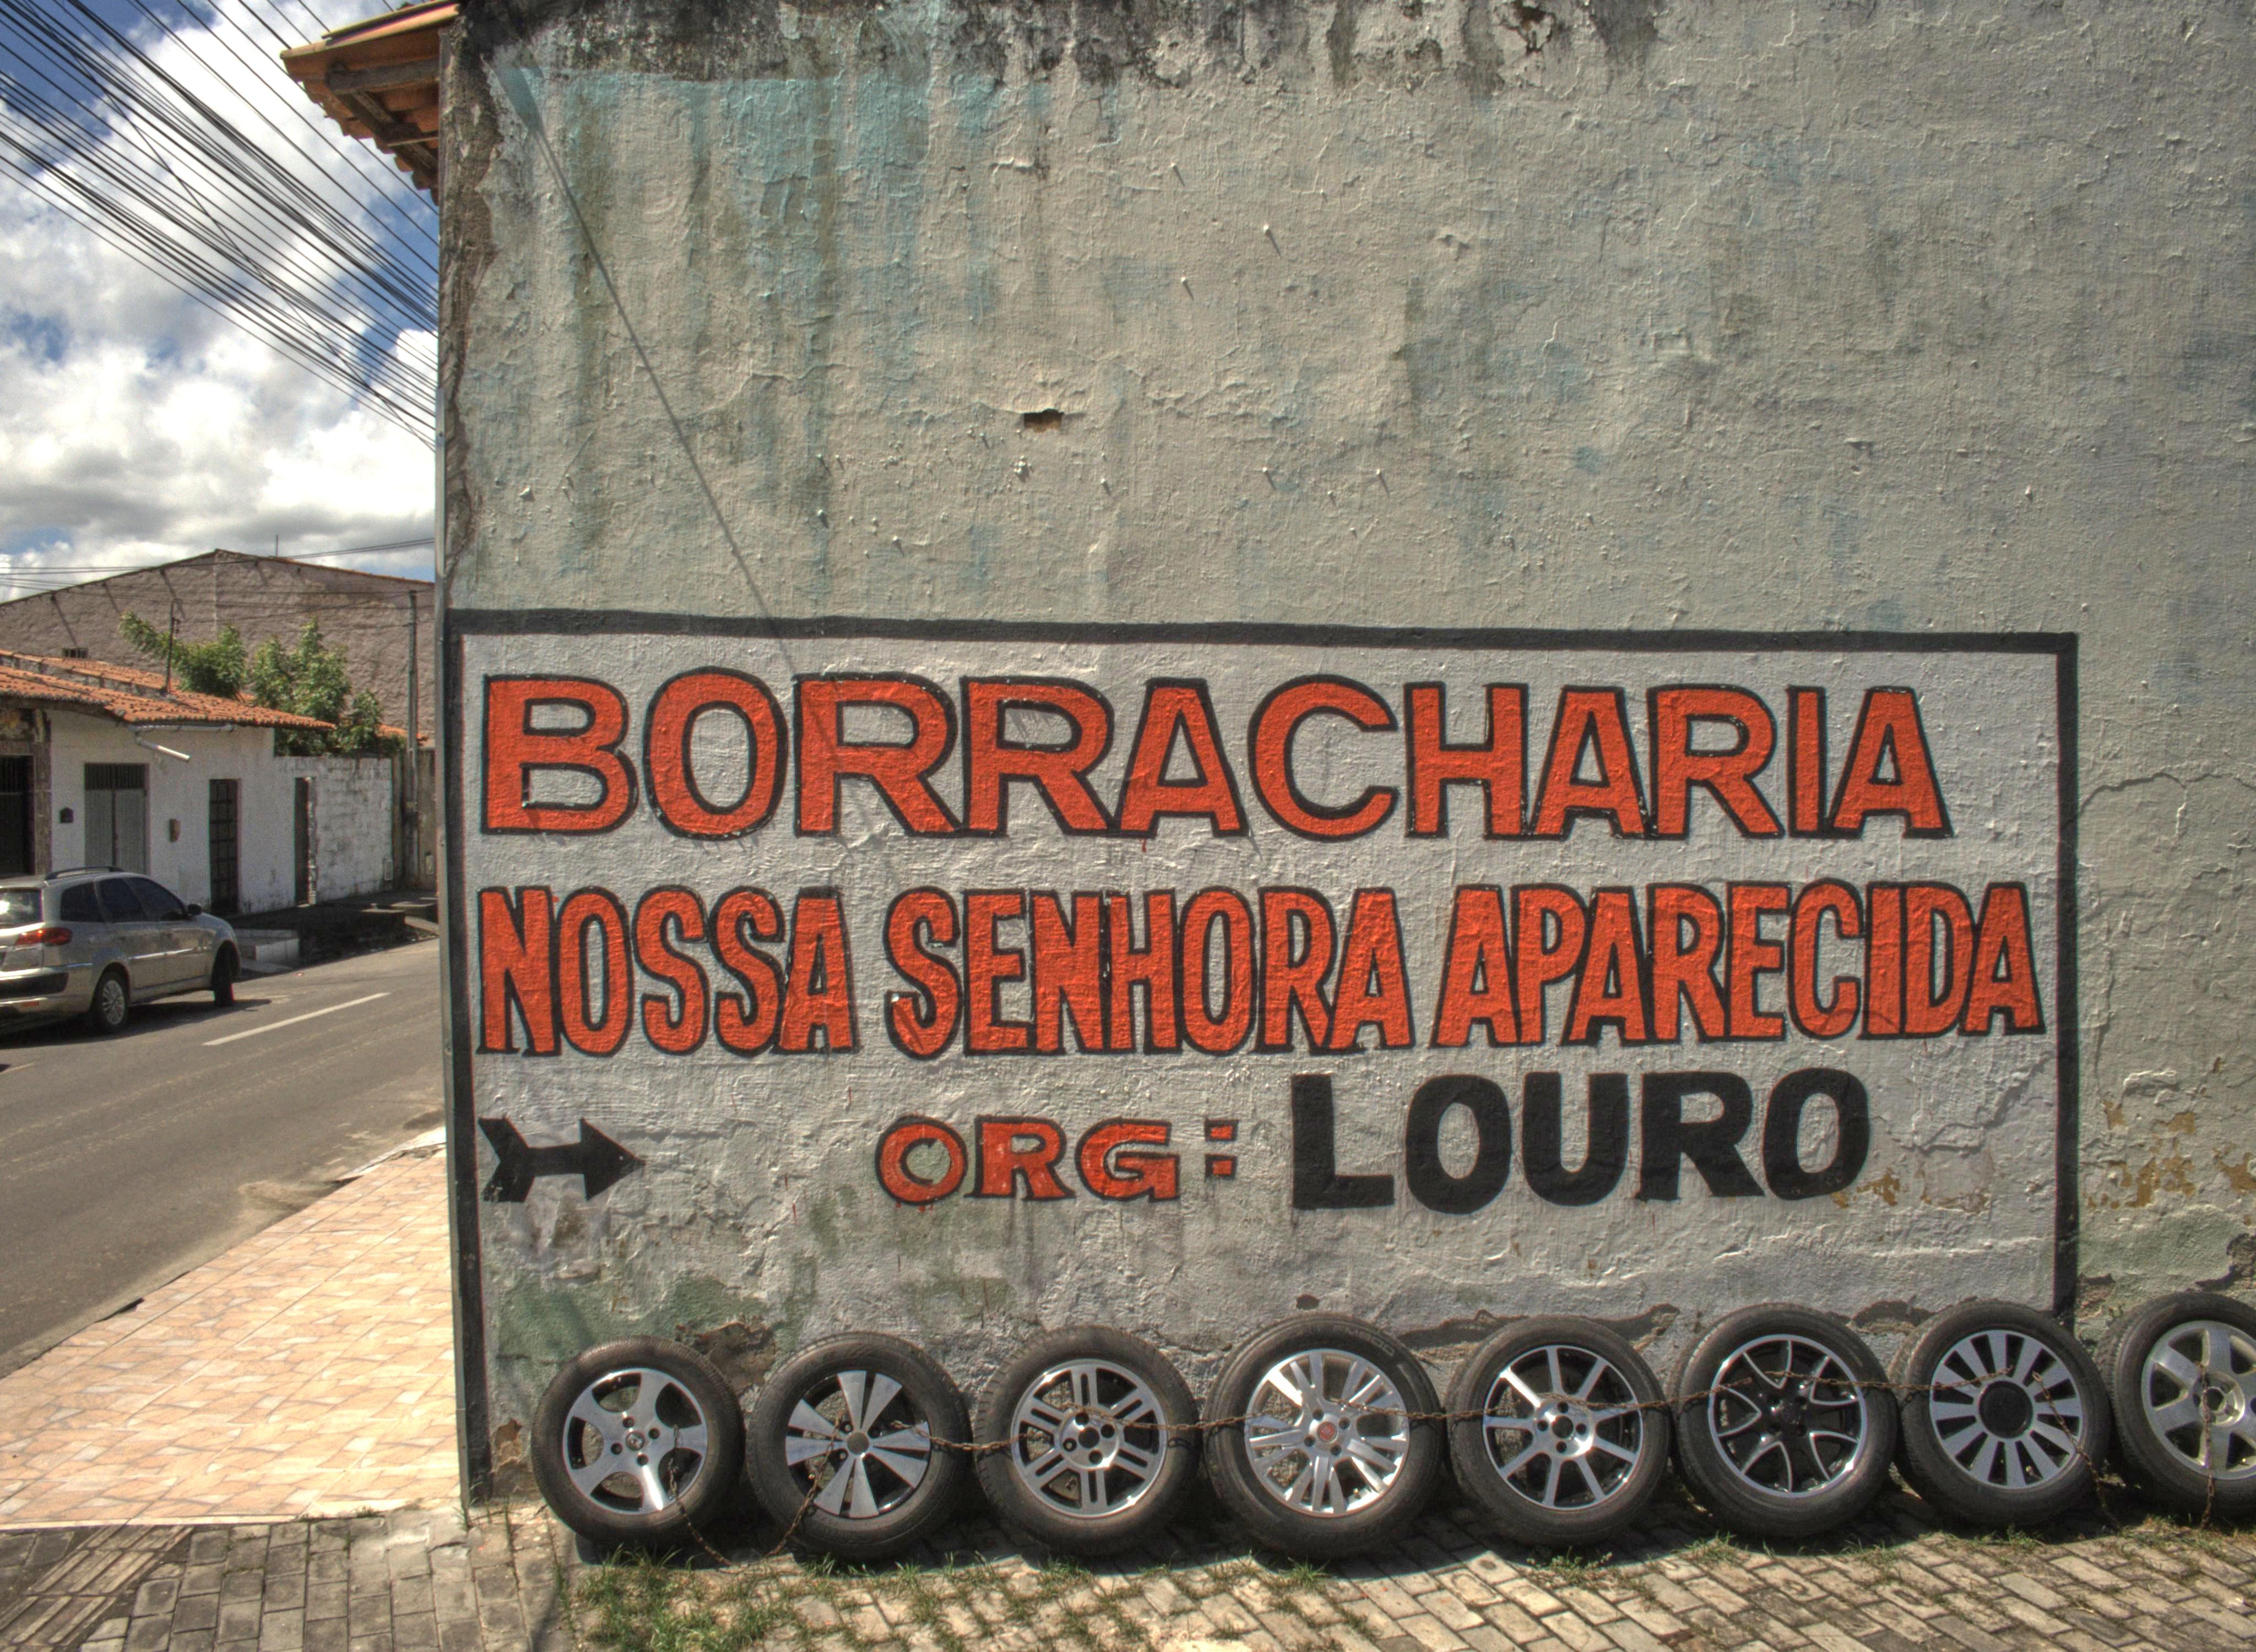 BORRACHARIA
NOSSA SENHORA APARECIDA
ORG: LOURO